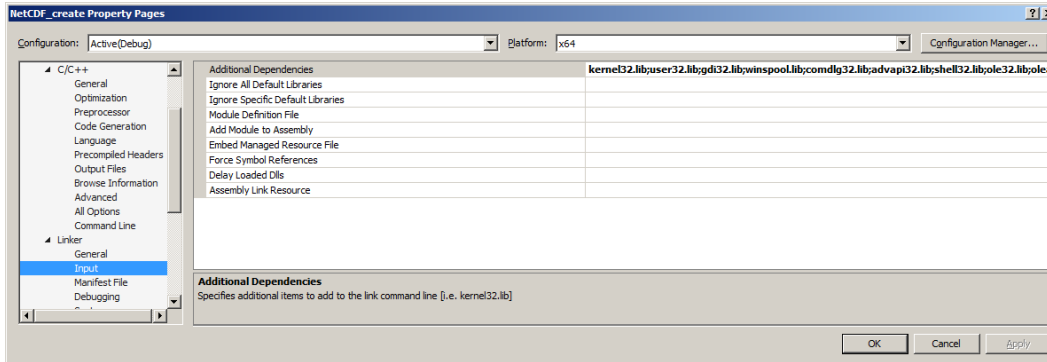 NetCDF_create Property Pages
Configuration: Active(Debug) Platform: x64 Configuration Manager...
C/C++
General
Optimization
Preprocessor
Code Generation
Language
Precompiled Headers
Output Files
Browse Information
Advanced
All Options
Command Line
Linker
General
Input
Manifest File
Debugging
Additional Dependencies kernel32.lib;user32.lib;gdi32.lib;winspool.lib;comdlg32.lib;advapi32.lib;shell32.lib;ole32.lib;olea
Ignore All Default Libraries
Ignore Specific Default Libraries
Module Definition File
Add Module to Assembly
Embed Managed Resource File
Force Symbol References
Delay Loaded Dlls
Assembly Link Resource
Additional Dependencies
Specifies additional items to add to the link command line [i.e. kernel32.lib]
OK Cancel Apply